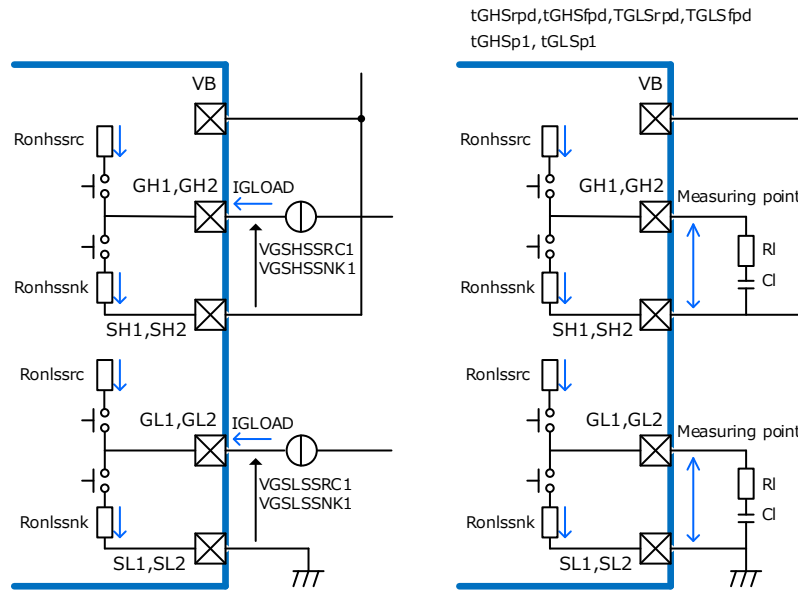 tGHSrpd,tGHSfpd,TGLSrpd,TGLSfpd
tGHSp1, tGLSp1
VB
Ronhssrc
GH1,GH2
IGLOAD
VGSHSSRC1
VGSHSSNK1
Ronhssnk
SH1,SH2
Ronlssrc
GL1,GL2
IGLOAD
VGSLSSRC1
VGSLSSNK1
Ronlssnk
SL1,SL2
VB
Ronhssrc
GH1,GH2
Measuring point
Rl
Cl
Ronhssnk
SH1,SH2
Ronlssrc
GL1,GL2
Measuring point
Rl
Cl
Ronlssnk
SL1,SL2